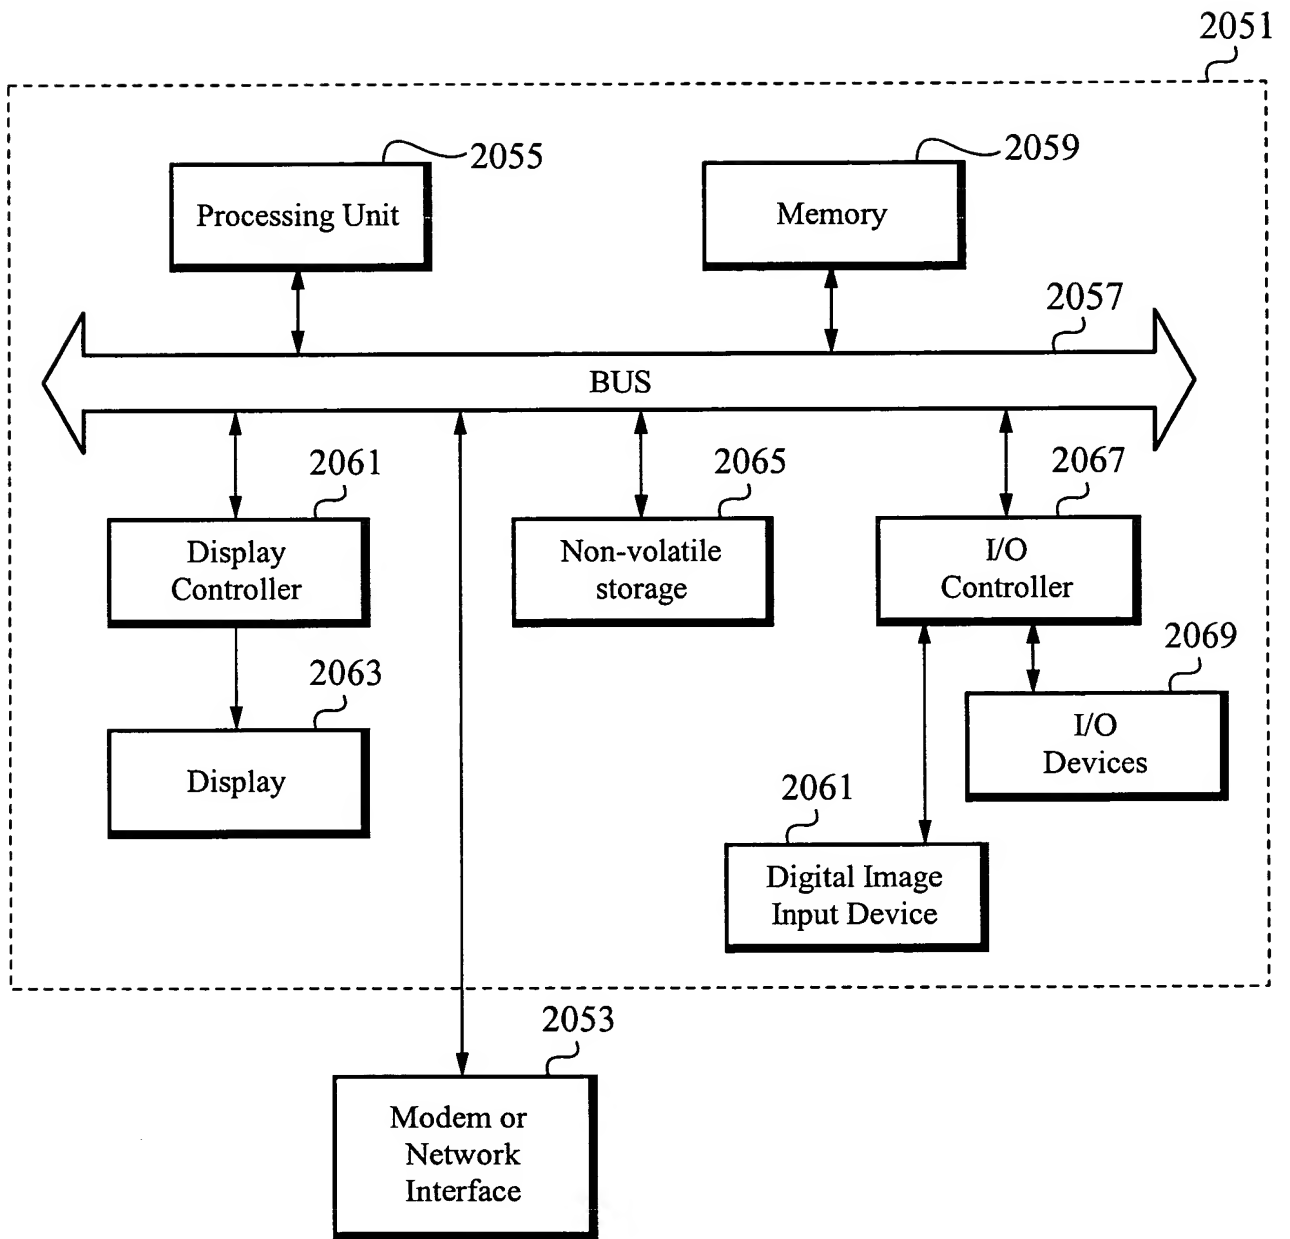 2051
2055
Processing Unit
2059
Memory
2057
BUS
2061
Display
Controller
2065
Non-volatile
storage
2067
I/O
Controller
2063
Display
2069
I/O
Devices
2061
Digital Image
Input Device
2053
Modem or
Network
Interface